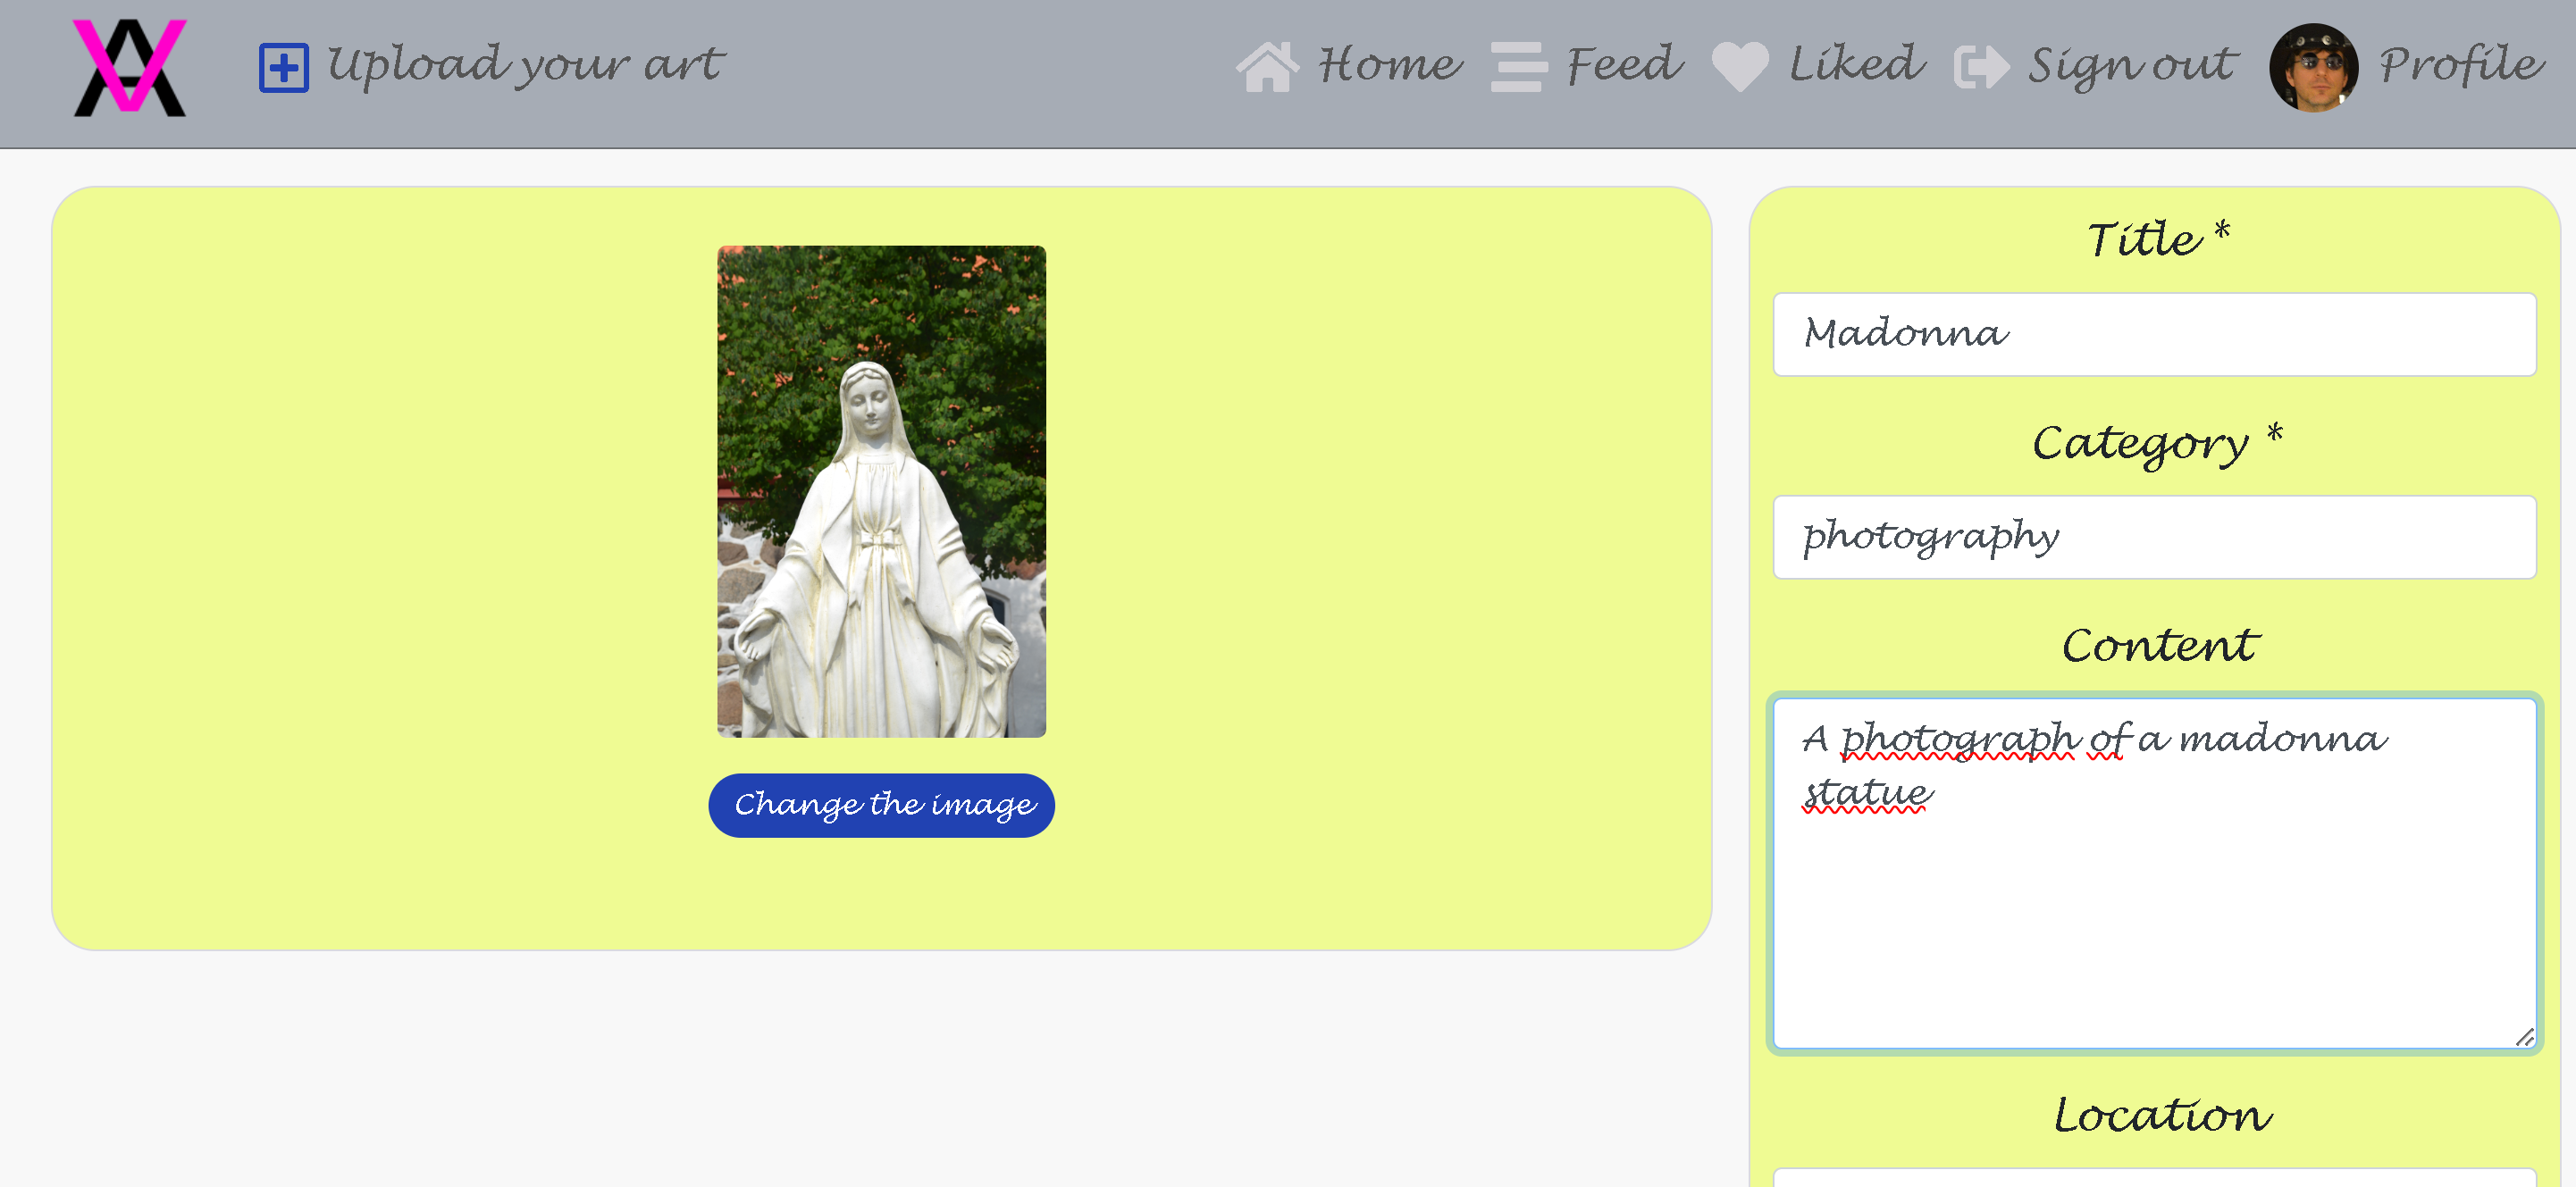 Upload your art
Home
Feed
Liked
Sign out
Profile
Change the image
Title *
Madonna
Category *
photography
Content
A photograph of a madonna
statue
Location